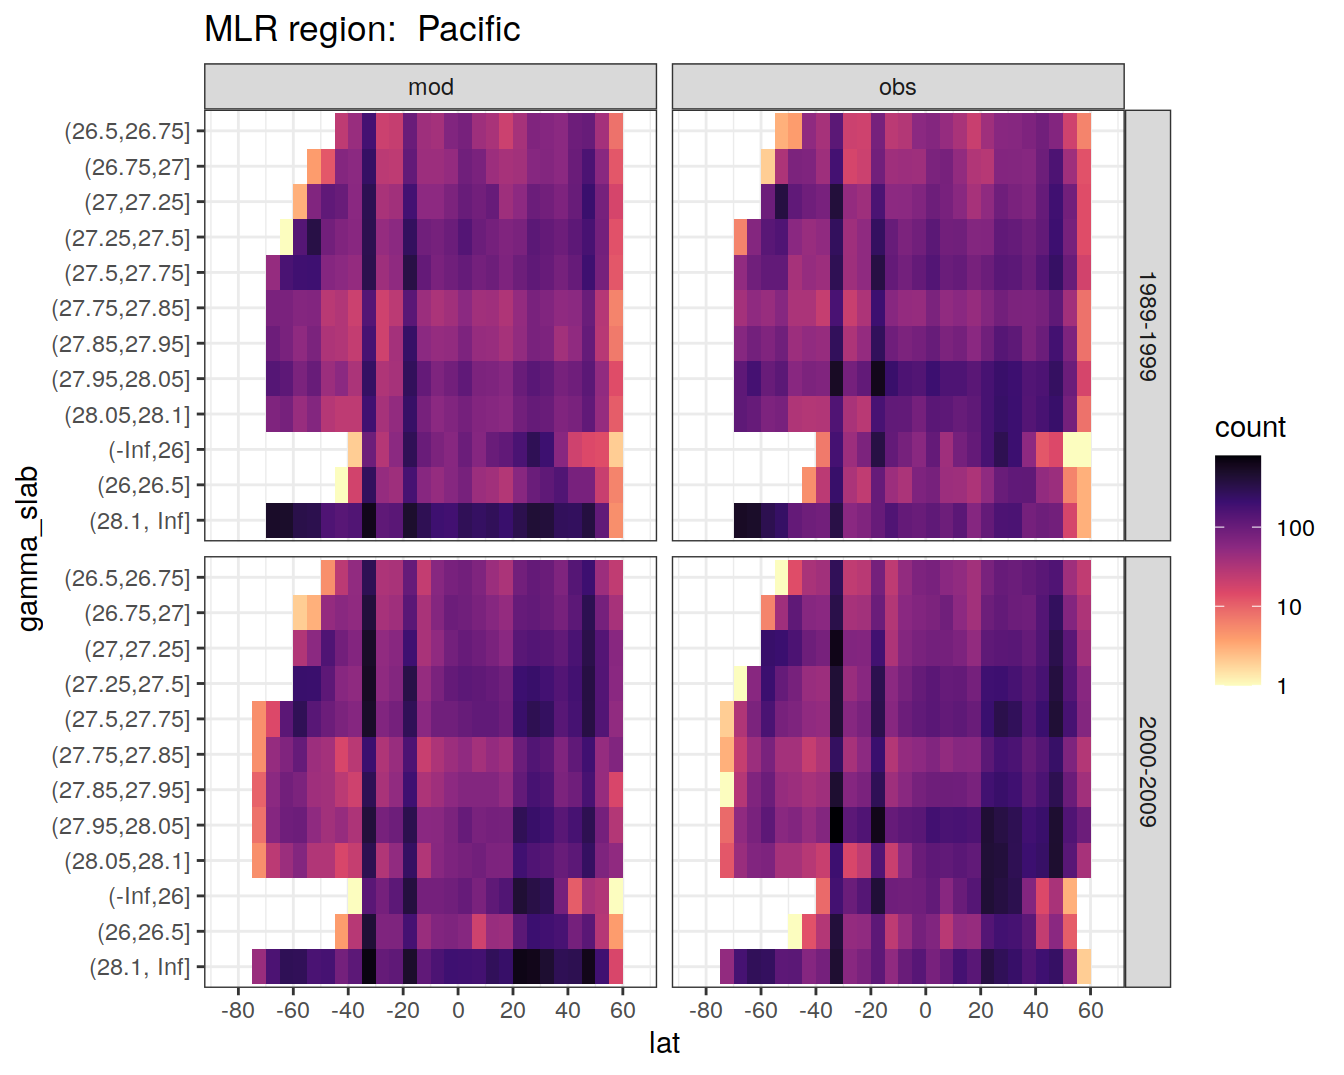 MLR region:  Pacific
mod
obs
(26.5,26.75]
(26.75,27]
(27,27.25]
(27.25,27.5]
(27.5,27.75]
(27.75,27.85]
(27.85,27.95]
(27.95,28.05]
(28.05,28.1]
(-Inf,26]
(26,26.5]
(28.1, Inf]
1989-1999
(26.5,26.75]
(26.75,27]
(27,27.25]
(27.25,27.5]
(27.5,27.75]
(27.75,27.85]
(27.85,27.95]
(27.95,28.05]
(28.05,28.1]
(-Inf,26]
(26,26.5]
(28.1, Inf]
2000-2009
gamma_slab
-80 -60 -40 -20 0 20 40 60
-80 -60 -40 -20 0 20 40 60
lat
count
100
10
1